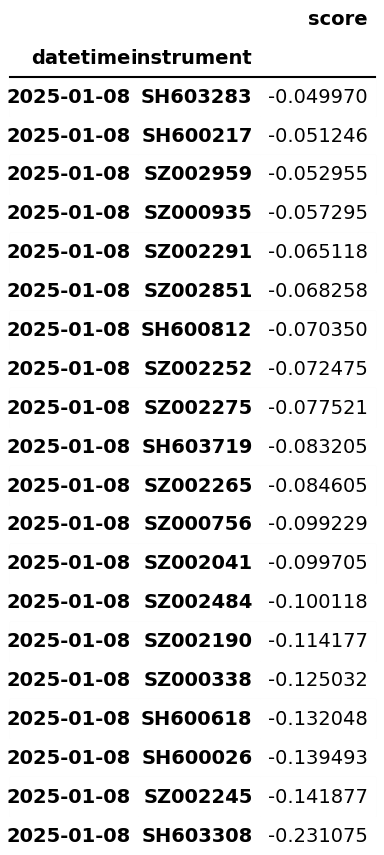 score
datetime instrument
2025-01-08 SH603283 -0.049970
2025-01-08 SH600217 -0.051246
2025-01-08 SZ002959 -0.052955
2025-01-08 SZ000935 -0.057295
2025-01-08 SZ002291 -0.065118
2025-01-08 SZ002851 -0.068258
2025-01-08 SH600812 -0.070350
2025-01-08 SZ002252 -0.072475
2025-01-08 SZ002275 -0.077521
2025-01-08 SH603719 -0.083205
2025-01-08 SZ002265 -0.084605
2025-01-08 SZ000756 -0.099229
2025-01-08 SZ002041 -0.099705
2025-01-08 SZ002484 -0.100118
2025-01-08 SZ002190 -0.114177
2025-01-08 SZ000338 -0.125032
2025-01-08 SH600618 -0.132048
2025-01-08 SH600026 -0.139493
2025-01-08 SZ002245 -0.141877
2025-01-08 SH603308 -0.231075